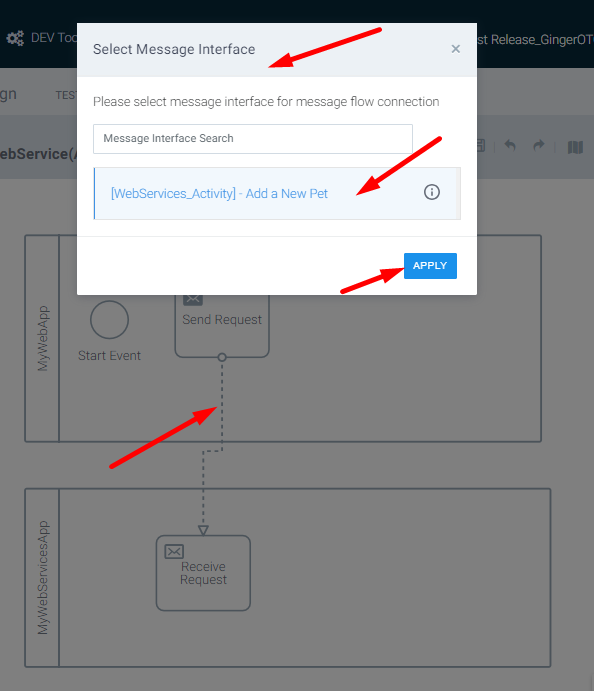 DEV Too
Select Message Interface
×
st Release_GingerOT
Please select message interface for message flow connection
gn
TEST
Message Interface Search
ebService(A
[WebServices_Activity] - Add a New Pet
APPLY
MyWebApp
Send Request
Start Event
MyWebServicesApp
Receive
Request